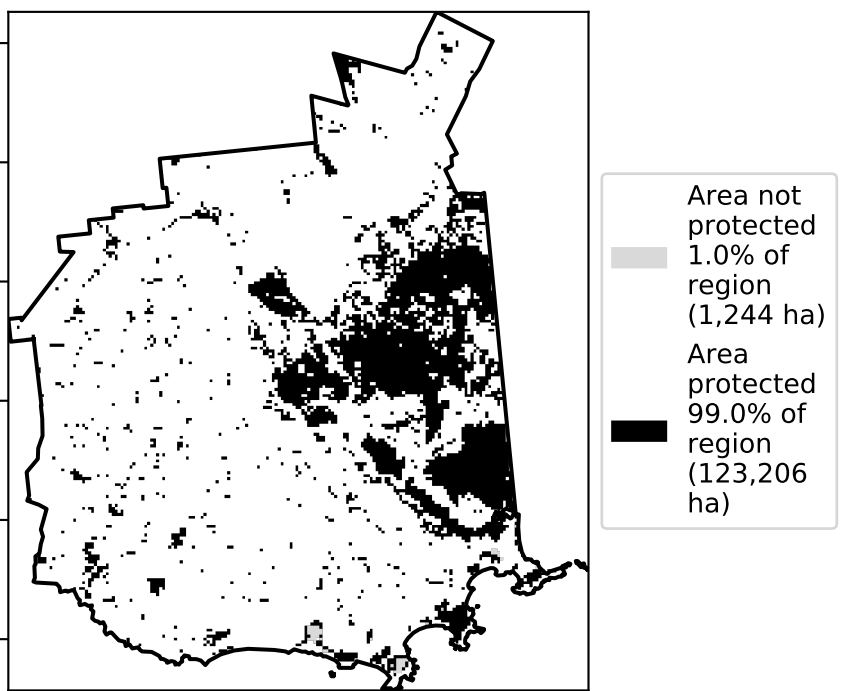 Area not
protected
1.0% of
region
(1,244 ha)
Area
protected
99.0% of
region
(123,206
ha)